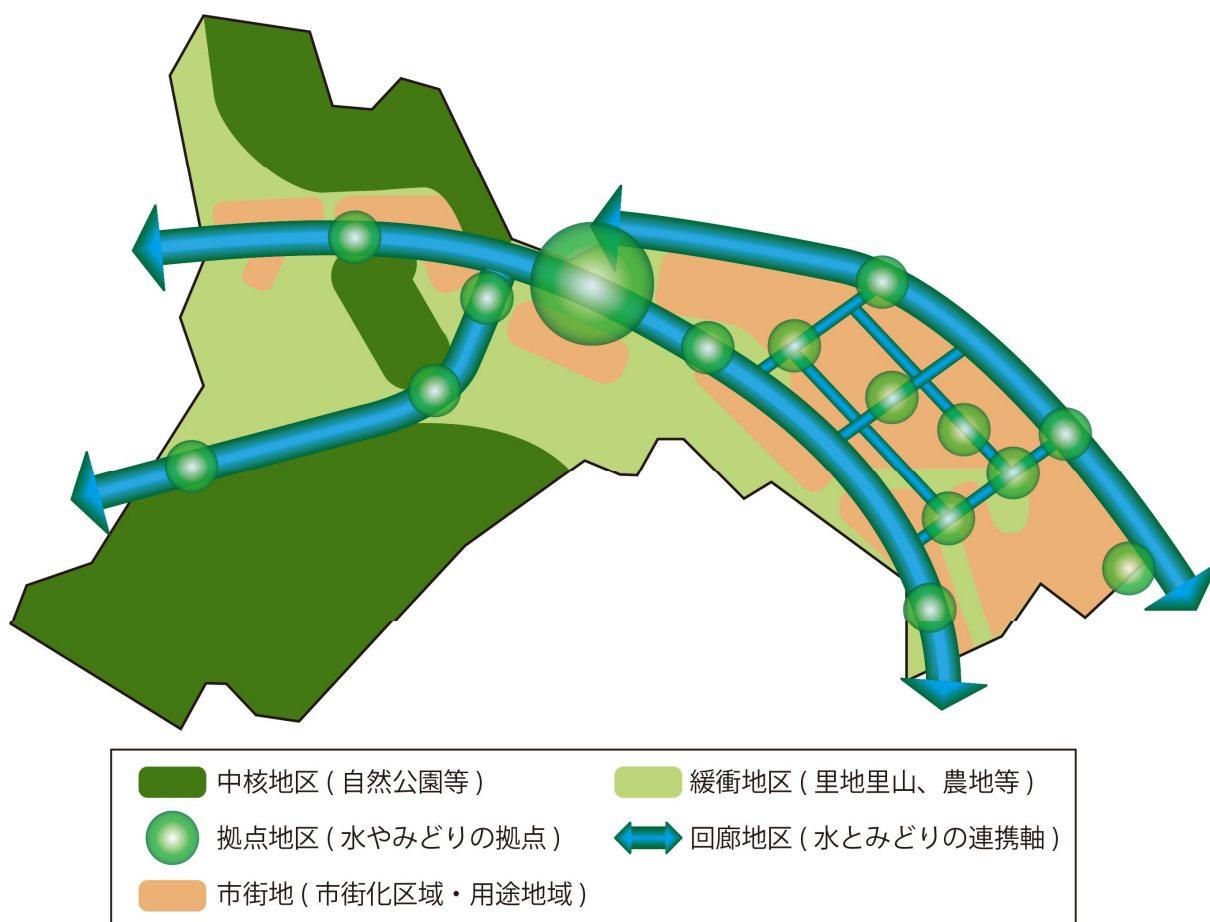 中核地区 ( 自然公園等 )
緩衝地区 ( 里地里山、農地等 )
拠点地区 ( 水やみどりの拠点 )
回廊地区 ( 水とみどりの連携軸 )
市街地 ( 市街化区域・用途地域 )